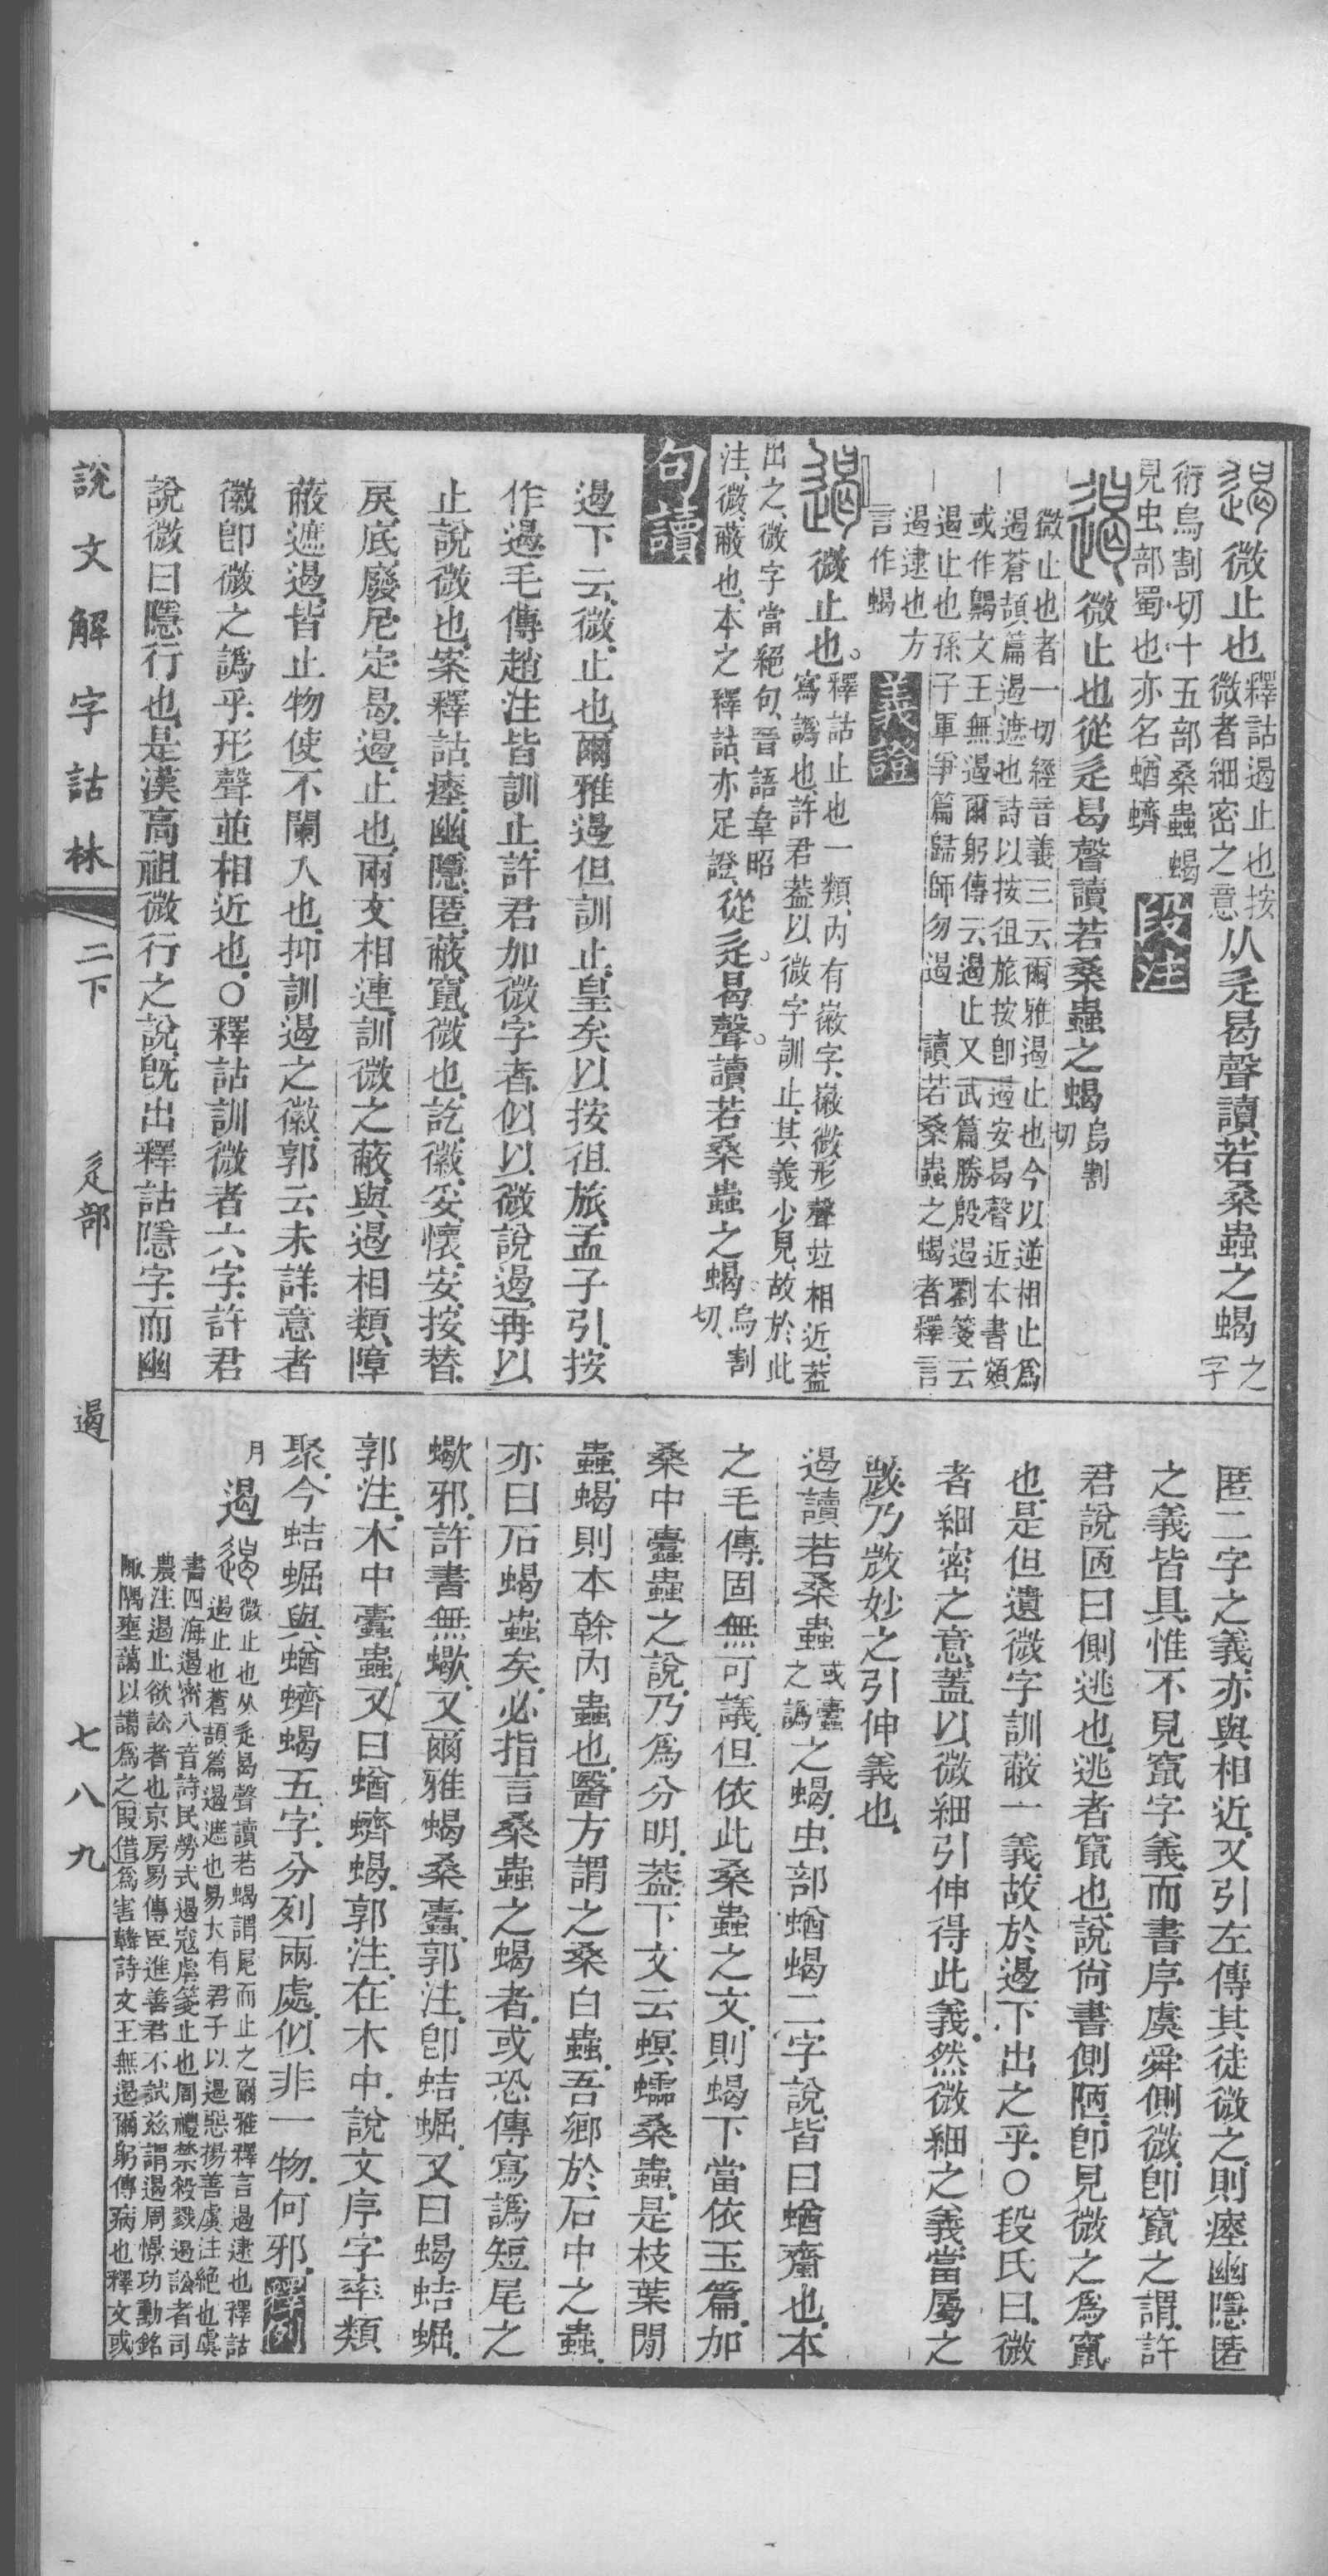 微止也釋詁遏止也按
微者細密之意从辵曷聲讀若桑蟲之蝎之
字
術烏割切十五部桑蟲蝎
見虫部蜀也亦名蝤蠐
段注
微止也從辵曷聲讀若桑蟲之蝎烏割
切
微止也者一切經音義三云爾雅遏止也今以逆相止爲
遏蒼頡篇遏遮也詩以按徂旅按卽遏安曷聲近本書頞
或作䶎文王無遏爾躬傳云遏止又武篇勝殷遏劉箋云
遏止也孫子軍爭篇歸師勿遏 讀若桑蟲之蝎者釋言
遏逮也方
言作蝎
義證
微止也釋詁止也一類內有徽字徽微形聲竝相近葢
寫譌也許君葢以微字訓止其義少見故於此
出之微字當絕句晉語韋昭
注微蔽也本之釋詁亦足證從辵曷聲讀若桑蟲之蝎烏割
切
句讀
遏下云微止也爾雅遏但訓止皇矣以按徂旅孟子引按
作遏毛傳趙注皆訓止許君加微字者似以微說遏再以
止說微也案釋詁瘞幽隱匿蔽竄微也訖徽妥懷安按替
戾底廢尼定曷遏止也兩文相連訓微之蔽與遏相類障
蔽遮遏皆止物使不闌入也抑訓遏之徽郭云未詳意者
徽卽微之譌乎形聲並相近也○釋詁訓微者六字許君
說微曰隱行也是漢高祖微行之說旣出釋詁隱字而幽
匿二字之義亦與相近又引左傳其徒微之則瘞幽隱匿
之義皆具惟不見竄字義而書序虞舜側微卽竄之謂許
君說匧曰側逃也逃者竄也說尙書側陋卽見微之爲竄
也是但遺微字訓蔽一義故於遏下出之乎○段氏曰微
者細密之意蓋以微細引伸得此義然微細之義當屬之
㪫乃㪫妙之引伸義也
遏讀若桑蟲或蠹
之譌之蝎虫部蝤蝎二字說皆曰蝤齏也本
之毛傳固無可議但依此桑蟲之文則蝎下當依玉篇加
桑中蠹蟲之說乃爲分明葢下文云螟蠕桑蟲是枝葉閒
蟲蝎則本榦內蟲也醫方謂之桑白蟲吾鄉於石中之蟲
亦曰石蝎蟲矣必指言桑蟲之蝎者或恐傳寫譌短尾之
蠍邪許書無蠍又爾雅蝎桑蠹郭注卽蛣蜛又曰蝎蛣蜛
郭注木中蠹蟲又曰蝤蠐蝎郭注在木中說文序字率類
聚今蛣蜛與蝤蠐蝎五字分列兩處似非一物何邪
釋例
月
遏微止也从辵曷聲讀若蝎謂尾而止之爾雅釋言遏逮也釋詁
遏止也蒼頡篇遏遮也易大有君子以遏惡揚善虞注絕也虞
書四海遏密八音詩民勞式遏寇虐箋止也周禮禁殺戮遏訟者司
農注遏止欲訟者也京房易傳臣進善君不試茲謂遏周憬功勳銘
陬隅壅藹以藹爲之叚借爲害韓詩文王無遏爾躬傳病也釋文或
說文解字詁林
二下
辵部
遏
七八九